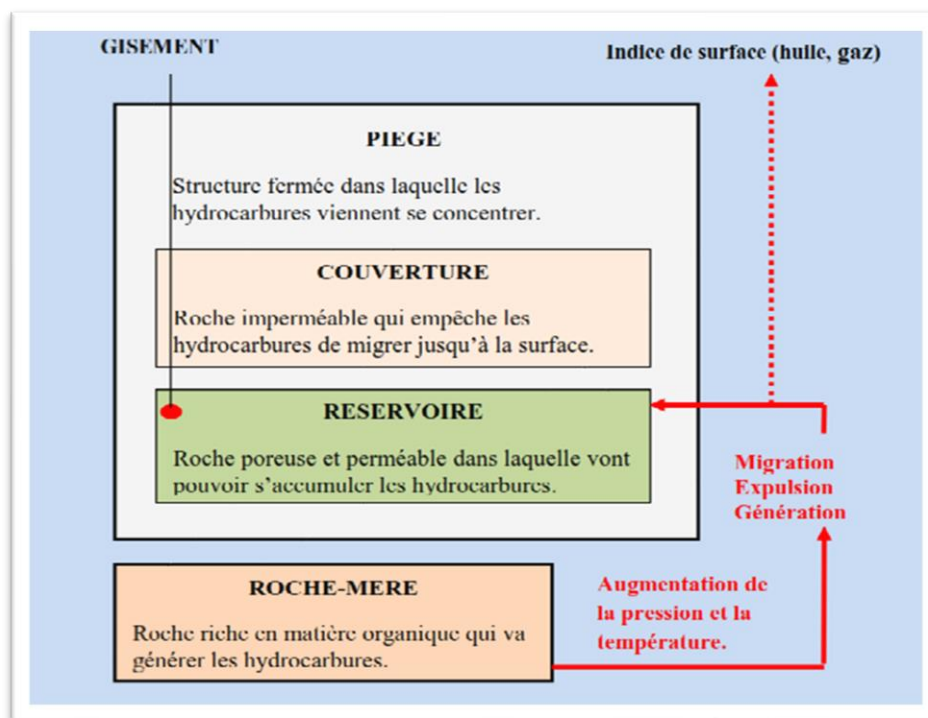 GISEMENT
Indice de surface (huile, gaz)
PIEGE
Structure fermée dans laquelle les
hydrocarbures viennent se concentrer.
COUVERTURE
Roche imperméable qui empêche les
hydrocarbures de migrer jusqu'à la surface.
RESERVOIRE
Roche poreuse et perméable dans laquelle vont
pouvoir s'accumuler les hydrocarbures.
Migration
Expulsion
Génération
ROCHE-MERE
Roche riche en matière organique qui va
générer les hydrocarbures.
Augmentation de
la pression et la
température.